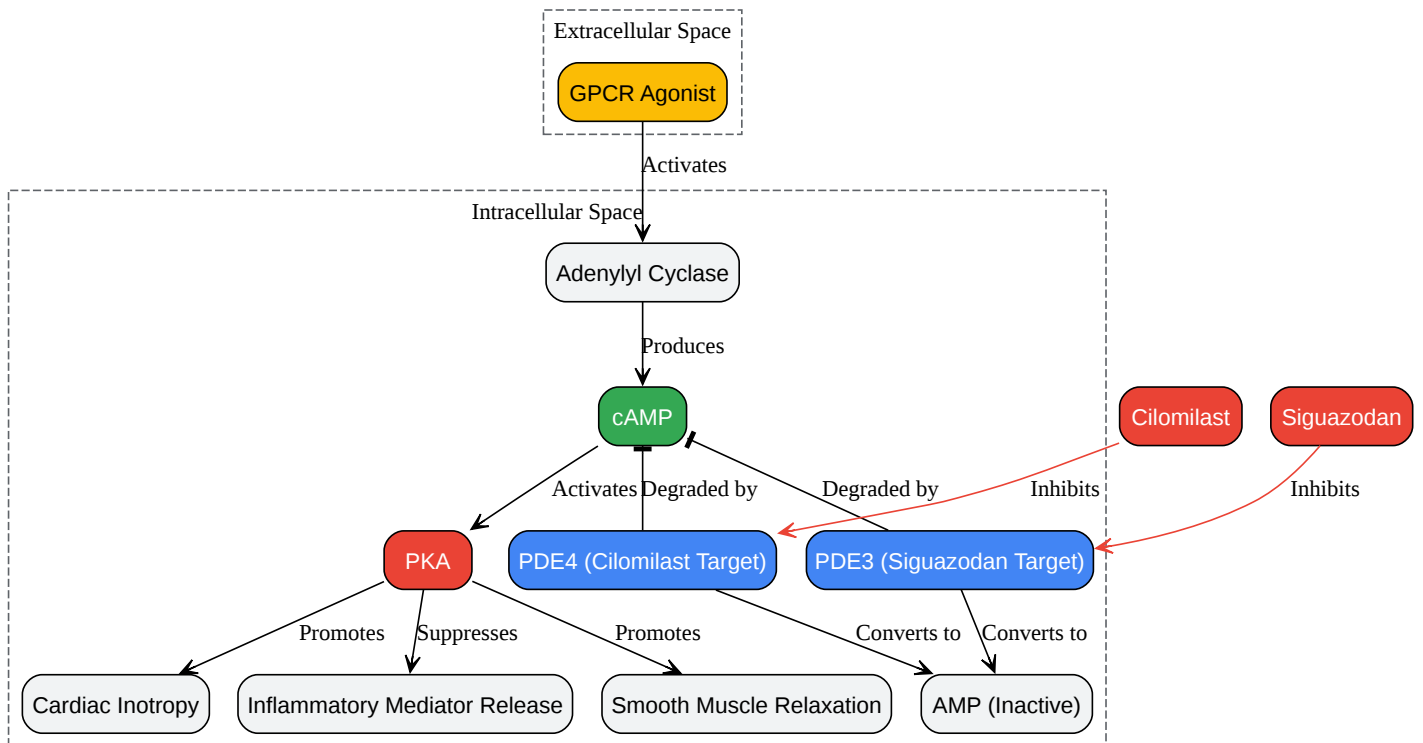 Extracellular Space
GPCR Agonist
Activates
Intracellular Space
Adenylyl Cyclase
Produces
cAMP
Cilomilast
Siguazodan
Activates
Degraded by
Degraded by
Inhibits
Inhibits
PKA
PDE4 (Cilomilast Target)
PDE3 (Siguazodan Target)
Promotes
Suppresses
Promotes
Converts to
Converts to
Cardiac Inotropy
Inflammatory Mediator Release
Smooth Muscle Relaxation
AMP (Inactive)